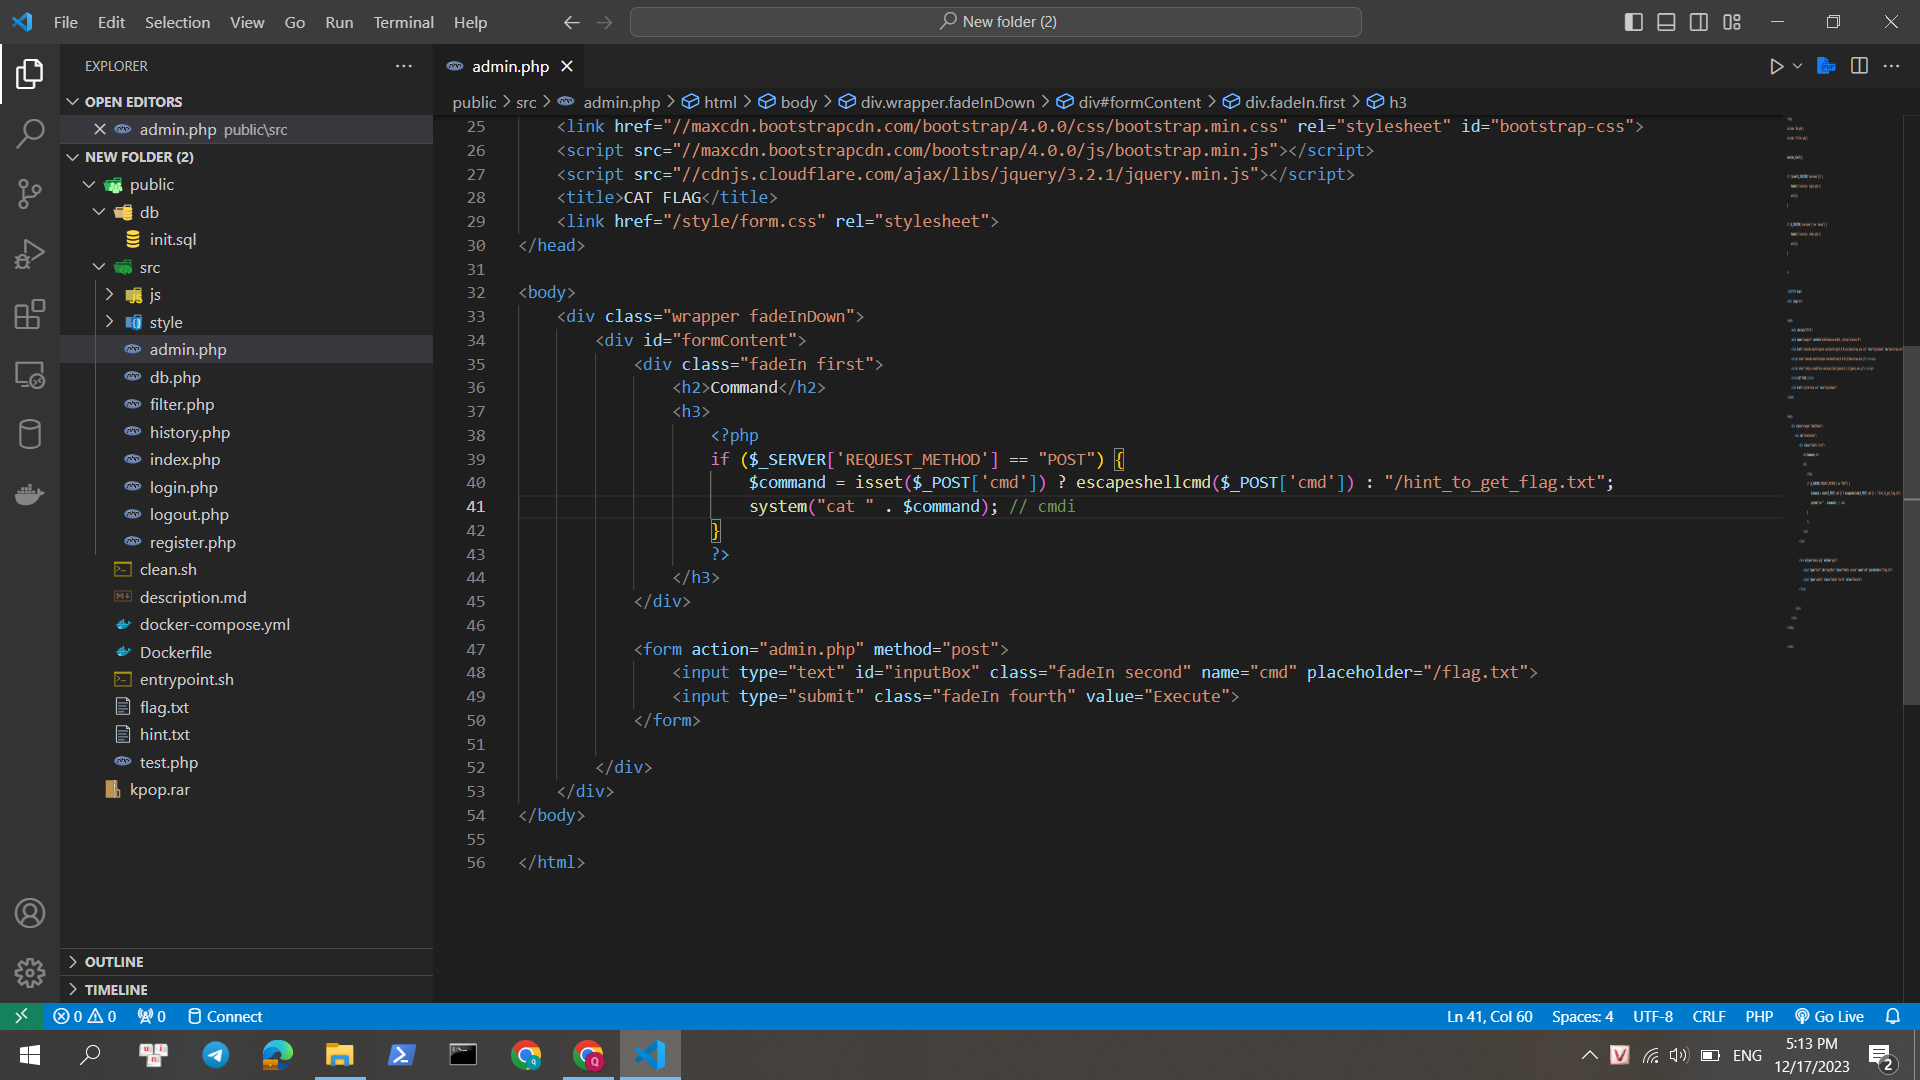 File Edit Selection View Go Run Terminal Help
New folder (2)
EXPLORER
OPEN EDITORS
admin.php public\src
NEW FOLDER (2)
public
db
init.sql
src
js
style
admin.php
db.php
filter.php
history.php
index.php
login.php
logout.php
register.php
clean.sh
description.md
docker-compose.yml
Dockerfile
entrypoint.sh
flag.txt
hint.txt
test.php
kpop.rar
OUTLINE
TIMELINE
admin.php
public > src > admin.php > html > body > div.wrapper.fadeInDown > div#formContent > div.fadeIn.first > h3
25 <link href="//maxcdn.bootstrapcdn.com/bootstrap/4.0.0/css/bootstrap.min.css" rel="stylesheet" id="bootstrap-css">
26 <script src="//maxcdn.bootstrapcdn.com/bootstrap/4.0.0/js/bootstrap.min.js"></script>
27 <script src="//cdnjs.cloudflare.com/ajax/libs/jquery/3.2.1/jquery.min.js"></script>
28 <title>CAT FLAG</title>
29 <link href="/style/form.css" rel="stylesheet">
30 </head>
31
32 <body>
33 <div class="wrapper fadeInDown">
34 <div id="formContent">
35 <div class="fadeIn first">
36 <h2>Command</h2>
37 <h3>
38 <?php
39 if ($_SERVER['REQUEST_METHOD'] == "POST") {
40 $command = isset($_POST['cmd']) ? escapeshellcmd($_POST['cmd']) : "/hint_to_get_flag.txt";
41 system("cat " . $command); // cmdi
42 }
43 ?>
44 </h3>
45 </div>
46
47 <form action="admin.php" method="post">
48 <input type="text" id="inputBox" class="fadeIn second" name="cmd" placeholder="/flag.txt">
49 <input type="submit" class="fadeIn fourth" value="Execute">
50 </form>
51
52 </div>
53 </div>
54 </body>
55
56 </html>
0 0 0 Connect
Ln 41, Col 60 Spaces: 4 UTF-8 CRLF PHP Go Live
ENG
5:13 PM
12/17/2023
2